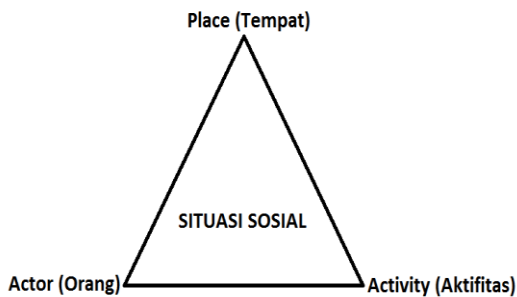 Place (Tempat)
SITUASI SOSIAL
Actor (Orang)
Activity (Aktifitas)